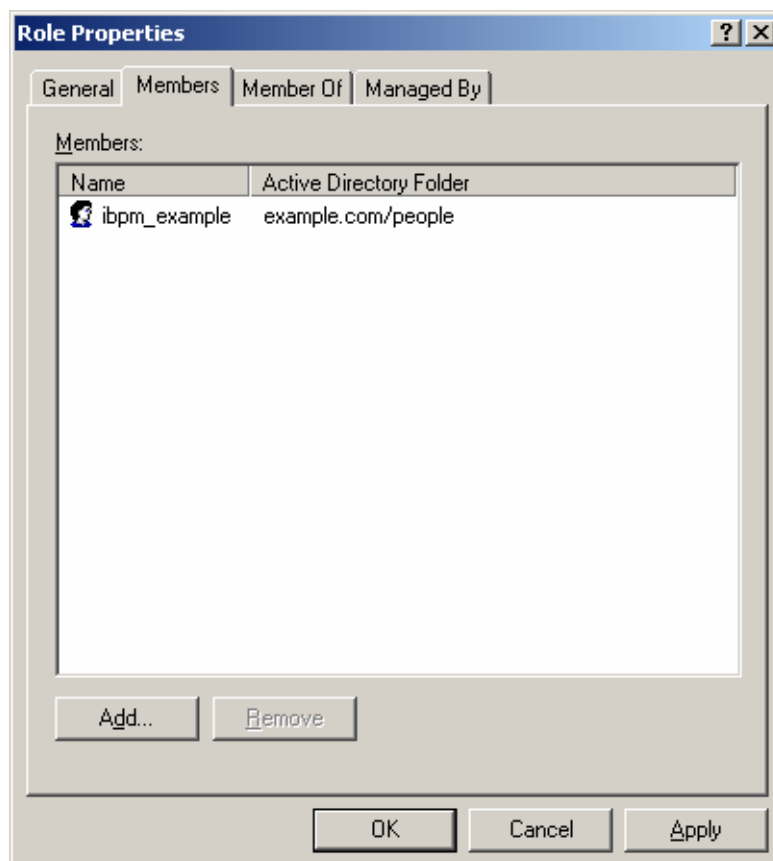 Role Properties
General Members Member Of Managed By
Members:
Name Active Directory Folder
ibpm_example example.com/people
Add... Remove
OK Cancel Apply